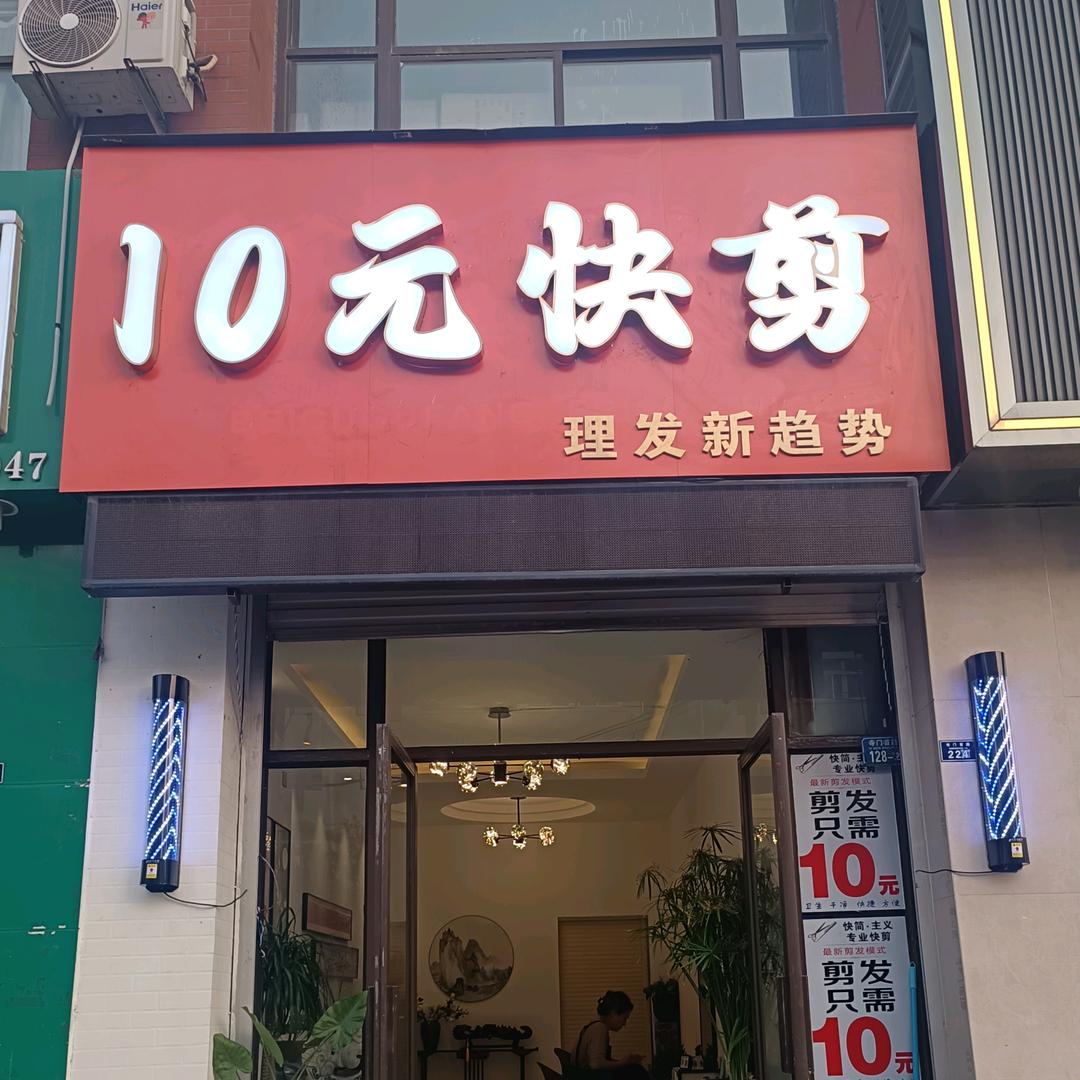 Haier
10元快剪
理发新趋势
47
128
22
快简·主义
专业快剪
最新剪发模式
剪发
只需
10元
卫生 干净 快捷 方便
快简·主义
专业快剪
最新剪发模式
剪发
只需
10元